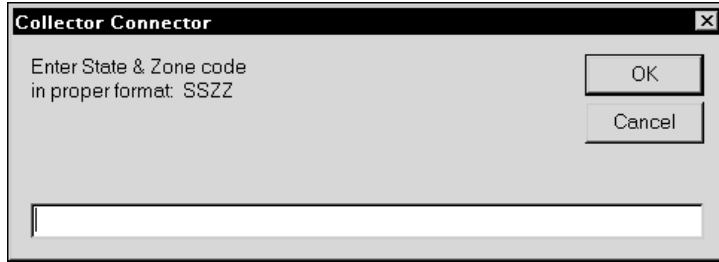 Collector Connector
Enter State & Zone code
in proper format: SSZZ
OK
Cancel